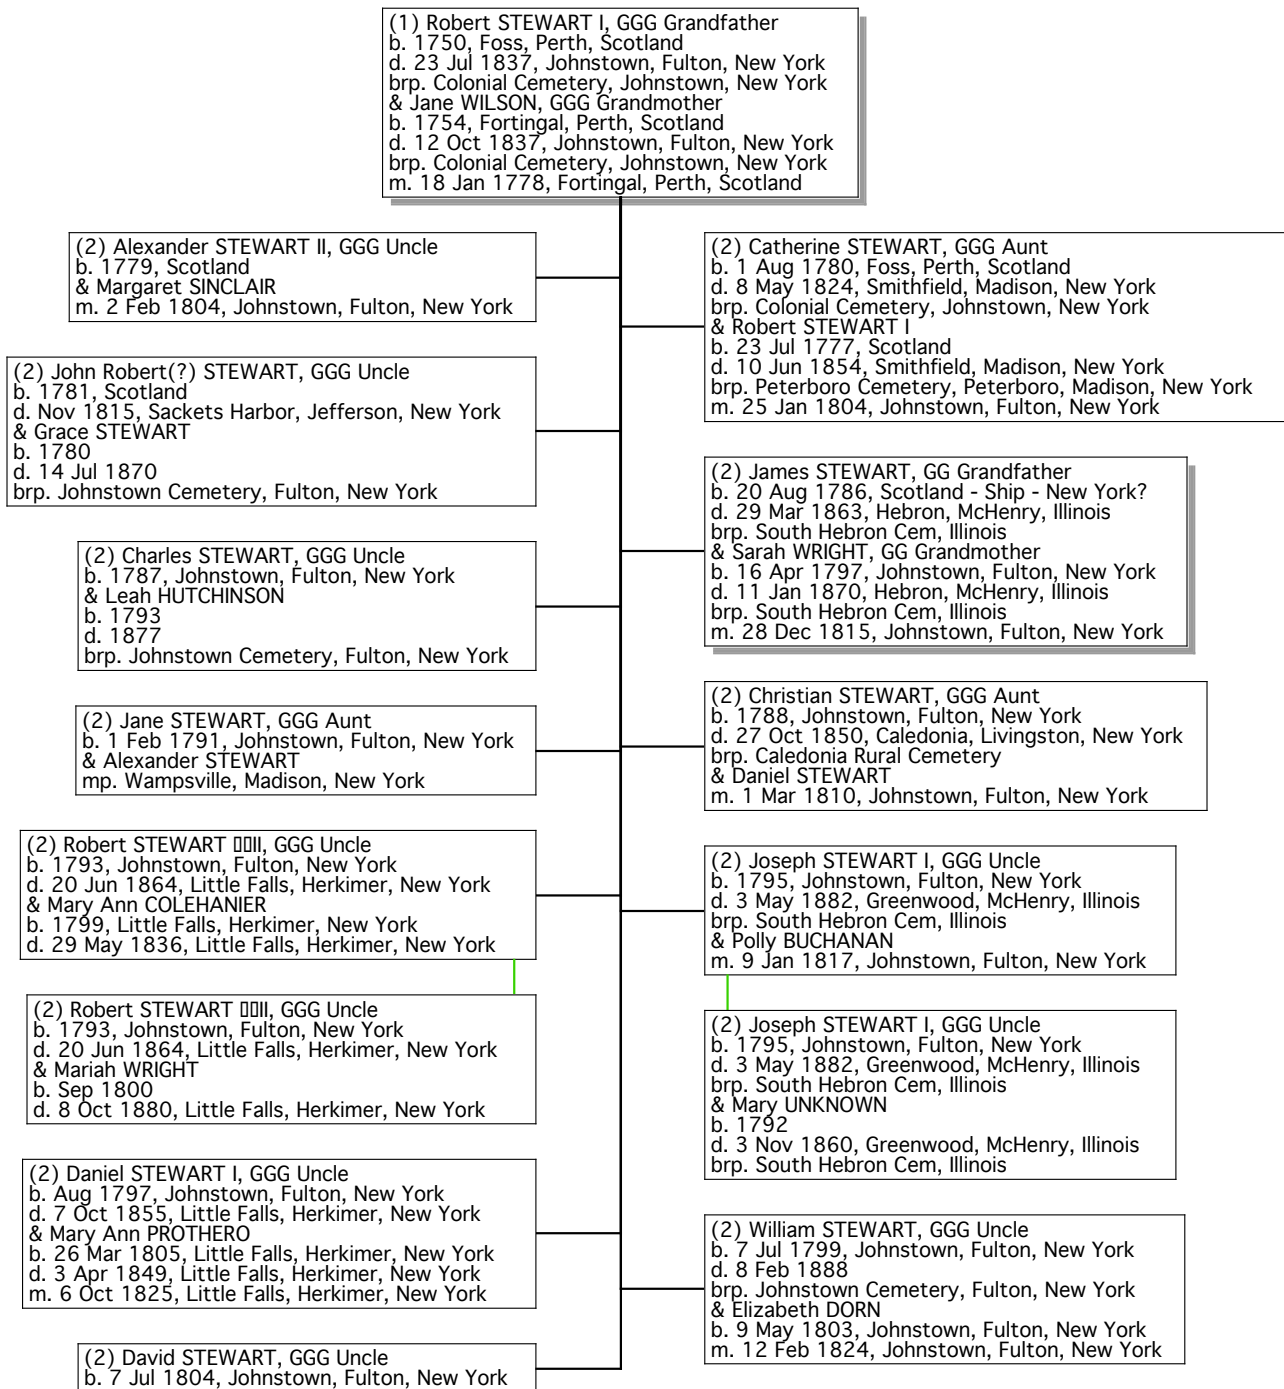 (1) Robert STEWART I, GGG Grandfather
b. 1750, Foss, Perth, Scotland
d. 23 Jul 1837, Johnstown, Fulton, New York
brp. Colonial Cemetery, Johnstown, New York
& Jane WILSON, GGG Grandmother
b. 1754, Fortingal, Perth, Scotland
d. 12 Oct 1837, Johnstown, Fulton, New York
brp. Colonial Cemetery, Johnstown, New York
m. 18 Jan 1778, Fortingal, Perth, Scotland
(2) Alexander STEWART II, GGG Uncle
b. 1779, Scotland
& Margaret SINCLAIR
m. 2 Feb 1804, Johnstown, Fulton, New York
(2) Catherine STEWART, GGG Aunt
b. 1 Aug 1780, Foss, Perth, Scotland
d. 8 May 1824, Smithfield, Madison, New York
brp. Colonial Cemetery, Johnstown, New York
& Robert STEWART I
b. 23 Jul 1777, Scotland
d. 10 Jun 1854, Smithfield, Madison, New York
brp. Peterboro Cemetery, Peterboro, Madison, New York
m. 25 Jan 1804, Johnstown, Fulton, New York
(2) John Robert(?) STEWART, GGG Uncle
b. 1781, Scotland
d. Nov 1815, Sackets Harbor, Jefferson, New York
& Grace STEWART
b. 1780
d. 14 Jul 1870
brp. Johnstown Cemetery, Fulton, New York
(2) James STEWART, GG Grandfather
b. 20 Aug 1786, Scotland - Ship - New York?
d. 29 Mar 1863, Hebron, McHenry, Illinois
brp. South Hebron Cem, Illinois
& Sarah WRIGHT, GG Grandmother
b. 16 Apr 1797, Johnstown, Fulton, New York
d. 11 Jan 1870, Hebron, McHenry, Illinois
brp. South Hebron Cem, Illinois
m. 28 Dec 1815, Johnstown, Fulton, New York
(2) Charles STEWART, GGG Uncle
b. 1787, Johnstown, Fulton, New York
& Leah HUTCHINSON
b. 1793
d. 1877
brp. Johnstown Cemetery, Fulton, New York
(2) Christian STEWART, GGG Aunt
b. 1788, Johnstown, Fulton, New York
d. 27 Oct 1850, Caledonia, Livingston, New York
brp. Caledonia Rural Cemetery
& Daniel STEWART
m. 1 Mar 1810, Johnstown, Fulton, New York
(2) Jane STEWART, GGG Aunt
b. 1 Feb 1791, Johnstown, Fulton, New York
& Alexander STEWART
mp. Wampsville, Madison, New York
(2) Robert STEWART II, GGG Uncle
b. 1793, Johnstown, Fulton, New York
d. 20 Jun 1864, Little Falls, Herkimer, New York
& Mary Ann COLEHANIER
b. 1799, Little Falls, Herkimer, New York
d. 29 May 1836, Little Falls, Herkimer, New York
(2) Joseph STEWART I, GGG Uncle
b. 1795, Johnstown, Fulton, New York
d. 3 May 1882, Greenwood, McHenry, Illinois
brp. South Hebron Cem, Illinois
& Polly BUCHANAN
m. 9 Jan 1817, Johnstown, Fulton, New York
(2) Robert STEWART II, GGG Uncle
b. 1793, Johnstown, Fulton, New York
d. 20 Jun 1864, Little Falls, Herkimer, New York
& Mariah WRIGHT
b. Sep 1800
d. 8 Oct 1880, Little Falls, Herkimer, New York
(2) Joseph STEWART I, GGG Uncle
b. 1795, Johnstown, Fulton, New York
d. 3 May 1882, Greenwood, McHenry, Illinois
brp. South Hebron Cem, Illinois
& Mary UNKNOWN
b. 1792
d. 3 Nov 1860, Greenwood, McHenry, Illinois
brp. South Hebron Cem, Illinois
(2) Daniel STEWART I, GGG Uncle
b. Aug 1797, Johnstown, Fulton, New York
d. 7 Oct 1855, Little Falls, Herkimer, New York
& Mary Ann PROTHERO
b. 26 Mar 1805, Little Falls, Herkimer, New York
d. 3 Apr 1849, Little Falls, Herkimer, New York
m. 6 Oct 1825, Little Falls, Herkimer, New York
(2) William STEWART, GGG Uncle
b. 7 Jul 1799, Johnstown, Fulton, New York
d. 8 Feb 1888
brp. Johnstown Cemetery, Fulton, New York
& Elizabeth DORN
b. 9 May 1803, Johnstown, Fulton, New York
m. 12 Feb 1824, Johnstown, Fulton, New York
(2) David STEWART, GGG Uncle
b. 7 Jul 1804, Johnstown, Fulton, New York